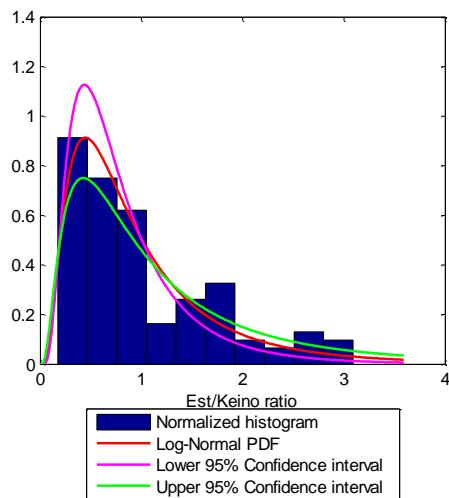 1.4
1.2
1
0.8
0.6
0.4
0.2
0
0 1 2 3 4
Est/Keino ratio
Normalized histogram
Log-Normal PDF
Lower 95% Confidence interval
Upper 95% Confidence interval